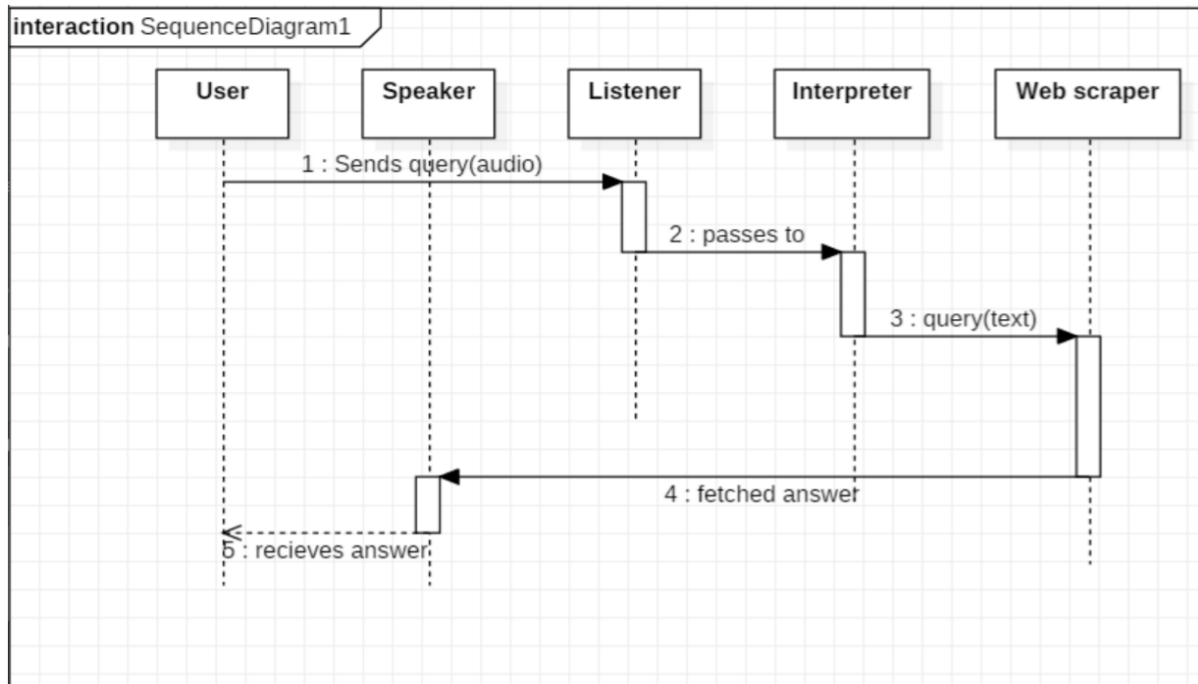 interaction SequenceDiagram1
User
Speaker
Listener
Interpreter
Web scraper
1 : Sends query(audio)
2 : passes to
3 : query(text)
4 : fetched answer
5 : recieves answer